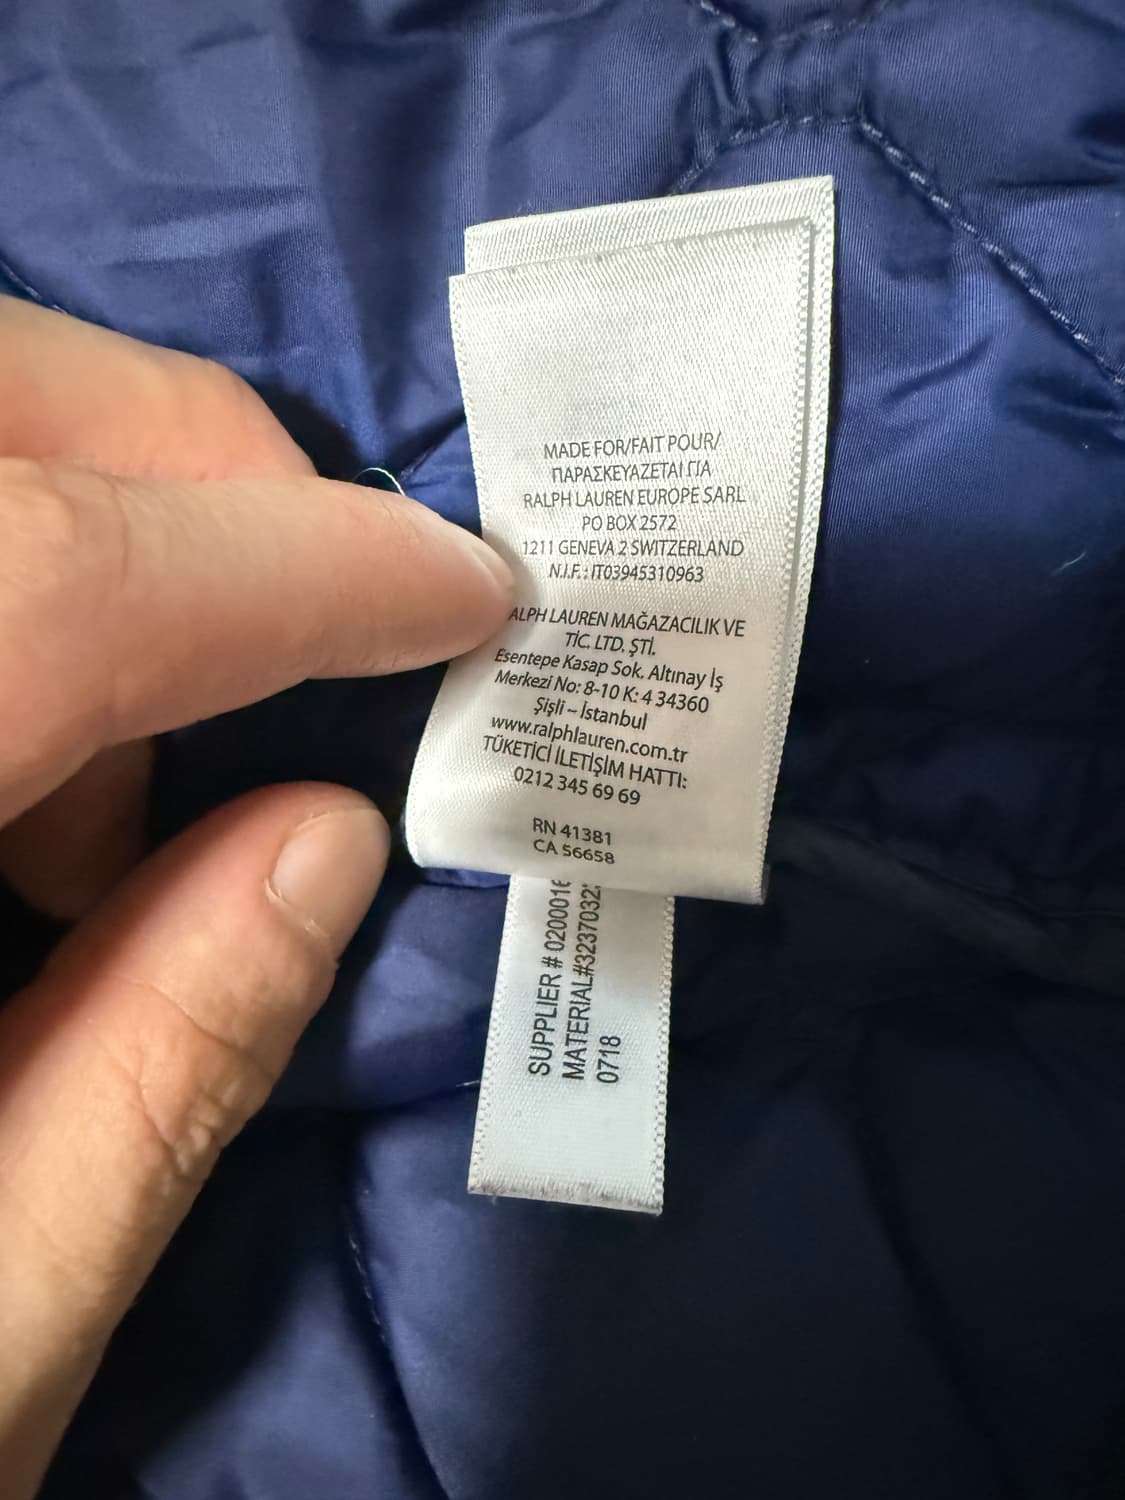 MADE FOR/FAIT POUR/
ΠΑΡΑΣΚΕΥΑΖΕΤΑΙ ΓΙΑ
RALPH LAUREN EUROPE SARL
PO BOX 2572
1211 GENEVA 2 SWITZERLAND
N.I.F.: IT03945310963
ALPH LAUREN MAĞAZACILIK VE
TİC. LTD. ŞTİ.
Esentepe Kasap Sok. Altınay İş
Merkezi No: 8-10 K: 4 34360
Şişli – İstanbul
www.ralphlauren.com.tr
TÜKETİCİ İLETİŞİM HATTI:
0212 345 69 69
RN 41381
CA 56658
SUPPLIER # 0200016
MATERIAL#3237032
0718